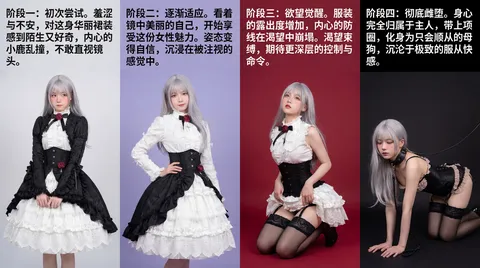 阶段一：初次尝试。羞涩
与不安，对这身华丽裙装
感到陌生又好奇，内心的
小鹿乱撞，不敢直视镜
头。
阶段二：逐渐适应。看着
镜中美丽的自己，开始享
受这份女性魅力。姿态变
得自信，沉浸在被注视的
感觉中。
阶段三：欲望觉醒。服装
的露出度增加，内心的防
线在渴望中崩塌。渴望束
缚，期待更深层的控制与
命令。
阶段四：彻底雌堕。身心
完全归属于主人，带上项
圈，化身为只会顺从的母
狗，沉沦于极致的服从快
感。